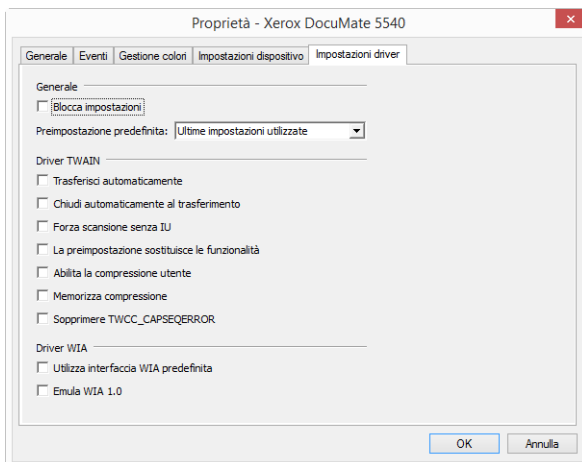 Proprietà - Xerox DocuMate 5540
Generale Eventi Gestione colori Impostazioni dispositivo Impostazioni driver
Generale
Blocca impostazioni
Preimpostazione predefinita: Ultime impostazioni utilizzate
Driver TWAIN
Trasferisci automaticamente
Chiudi automaticamente al trasferimento
Forza scansione senza IU
La preimpostazione sostituisce le funzionalità
Abilita la compressione utente
Memorizza compressione
Sopprimere TWCC_CAPSEQERROR
Driver WIA
Utilizza interfaccia WIA predefinita
Emula WIA 1.0
OK Annulla